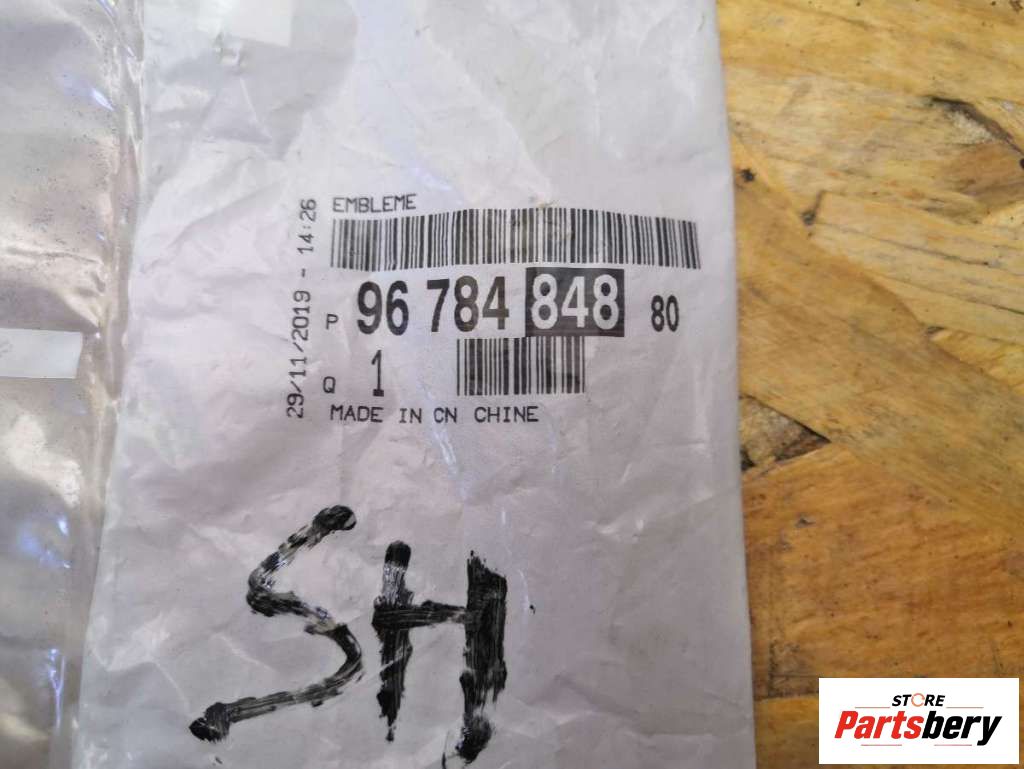 29/11/2019 - 14:26
EMBLEME
P 96 784 848 80
Q 1
MADE IN CN CHINE
SH
STORE
Partsbery